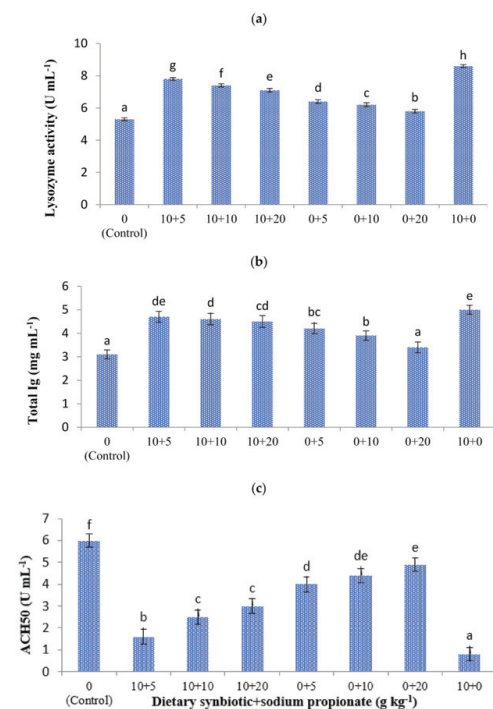 (a)
Lysozyme activity (U mL-1)
10
8
6
4
2
0
a
g
f
e
d
c
b
h
0 10+5 10+10 10+20 0+5 0+10 0+20 10+0
(Control)
(b)
Total Ig (mg mL-1)
6
5
4
3
2
1
0
a
de
d
cd
bc
b
a
e
0 10+5 10+10 10+20 0+5 0+10 0+20 10+0
(Control)
(c)
ACH50 (U mL-1)
7
6
5
4
3
2
1
0
f
b
c
c
d
de
e
a
0 10+5 10+10 10+20 0+5 0+10 0+20 10+0
(Control)
Dietary synbiotic+sodium propionate (g kg-1)